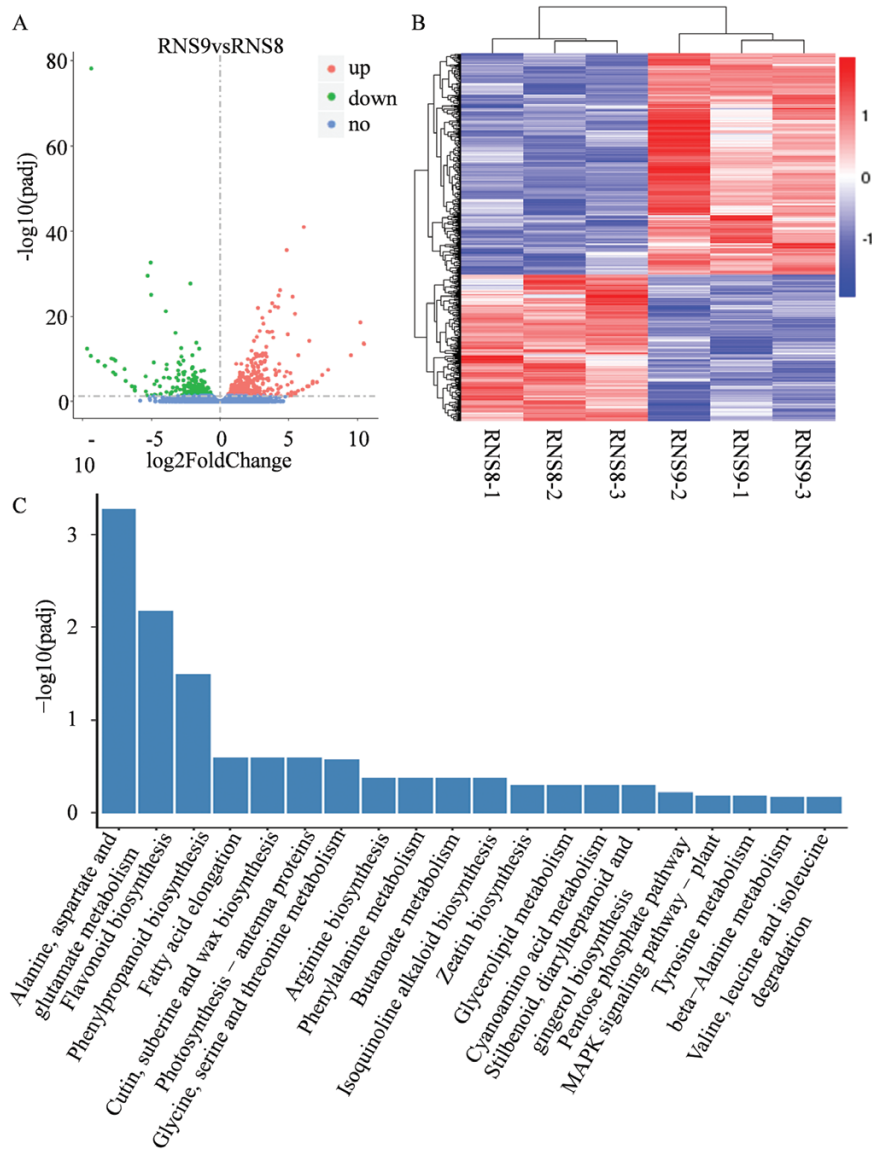 A
RNS9vsRNS8
up
down
no
-log10(padj)
80
60
40
20
0
-
10
-5
0
5
10
log2FoldChange
B
1
0
-1
RNS8-1
RNS8-2
RNS8-3
RNS9-2
RNS9-1
RNS9-3
C
−log10(padj)
3
2
1
0
Alanine, aspartate and
glutamate metabolism
Flavonoid biosynthesis
Phenylpropanoid biosynthesis
Fatty acid elongation
Cutin, suberine and wax biosynthesis
Photosynthesis − antenna proteins
Glycine, serine and threonine metabolism
Arginine biosynthesis
Phenylalanine metabolism
Butanoate metabolism
Isoquinoline alkaloid biosynthesis
Zeatin biosynthesis
Glycerolipid metabolism
Cyanoamino acid metabolism
Stilbenoid, diarylheptanoid and
gingerol biosynthesis
Pentose phosphate pathway
MAPK signaling pathway − plant
Tyrosine metabolism
beta−Alanine metabolism
Valine, leucine and isoleucine
degradation